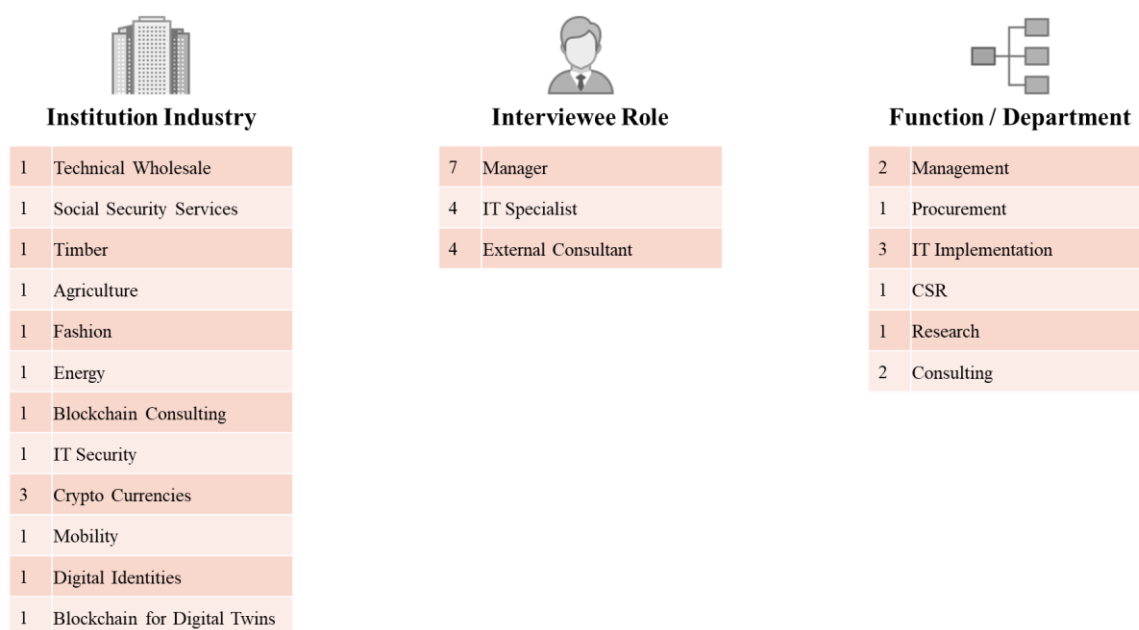 Institution Industry
1 Technical Wholesale
1 Social Security Services
1 Timber
1 Agriculture
1 Fashion
1 Energy
1 Blockchain Consulting
1 IT Security
3 Crypto Currencies
1 Mobility
1 Digital Identities
1 Blockchain for Digital Twins
Interviewee Role
7 Manager
4 IT Specialist
4 External Consultant
Function / Department
2 Management
1 Procurement
3 IT Implementation
1 CSR
1 Research
2 Consulting